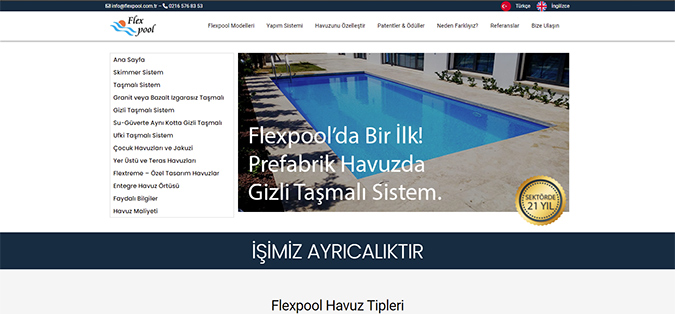 info@flexpool.com.tr – 0216 576 83 53
Türkçe İngilizce
Flex
pool
Flexpool Modelleri Yapım Sistemi Havuzunu Özelleştir Patentler & Ödüller Neden Farklıyız? Referanslar Bize Ulaşın
Ana Sayfa
Skimmer Sistem
Taşmalı Sistem
Granit veya Bazalt Izgarasız Taşmalı
Gizli Taşmalı Sistem
Su-Güverte Aynı Kotta Gizli Taşmalı
Ufki Taşmalı Sistem
Çocuk Havuzları ve Jakuzi
Yer Üstü ve Teras Havuzları
Flextreme – Özel Tasarım Havuzlar
Entegre Havuz Örtüsü
Faydalı Bilgiler
Havuz Maliyeti
Flexpool'da Bir İlk!
Prefabrik Havuzda
Gizli Taşmalı Sistem.
SEKTÖRDE
21 YIL
İŞİMİZ AYRICALIKTIR
Flexpool Havuz Tipleri